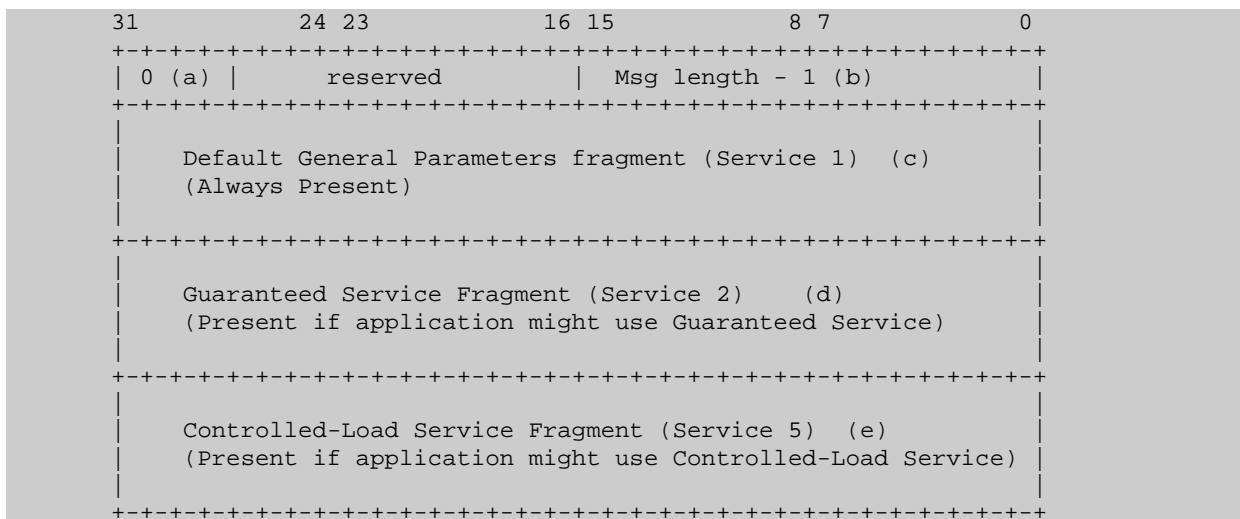 31           24 23            16 15            8 7             0
+-+-+-+-+-+-+-+-+-+-+-+-+-+-+-+-+-+-+-+-+-+-+-+-+-+-+-+-+-+-+-+-+
| 0 (a) |      reserved         |  Msg length - 1 (b)           |
+-+-+-+-+-+-+-+-+-+-+-+-+-+-+-+-+-+-+-+-+-+-+-+-+-+-+-+-+-+-+-+-+
|                                                               |
|    Default General Parameters fragment (Service 1)  (c)       |
|    (Always Present)                                           |
|                                                               |
+-+-+-+-+-+-+-+-+-+-+-+-+-+-+-+-+-+-+-+-+-+-+-+-+-+-+-+-+-+-+-+-+
|                                                               |
|    Guaranteed Service Fragment (Service 2)    (d)             |
|    (Present if application might use Guaranteed Service)      |
|                                                               |
+-+-+-+-+-+-+-+-+-+-+-+-+-+-+-+-+-+-+-+-+-+-+-+-+-+-+-+-+-+-+-+-+
|                                                               |
|    Controlled-Load Service Fragment (Service 5)  (e)          |
|    (Present if application might use Controlled-Load Service) |
|                                                               |
+-+-+-+-+-+-+-+-+-+-+-+-+-+-+-+-+-+-+-+-+-+-+-+-+-+-+-+-+-+-+-+-+